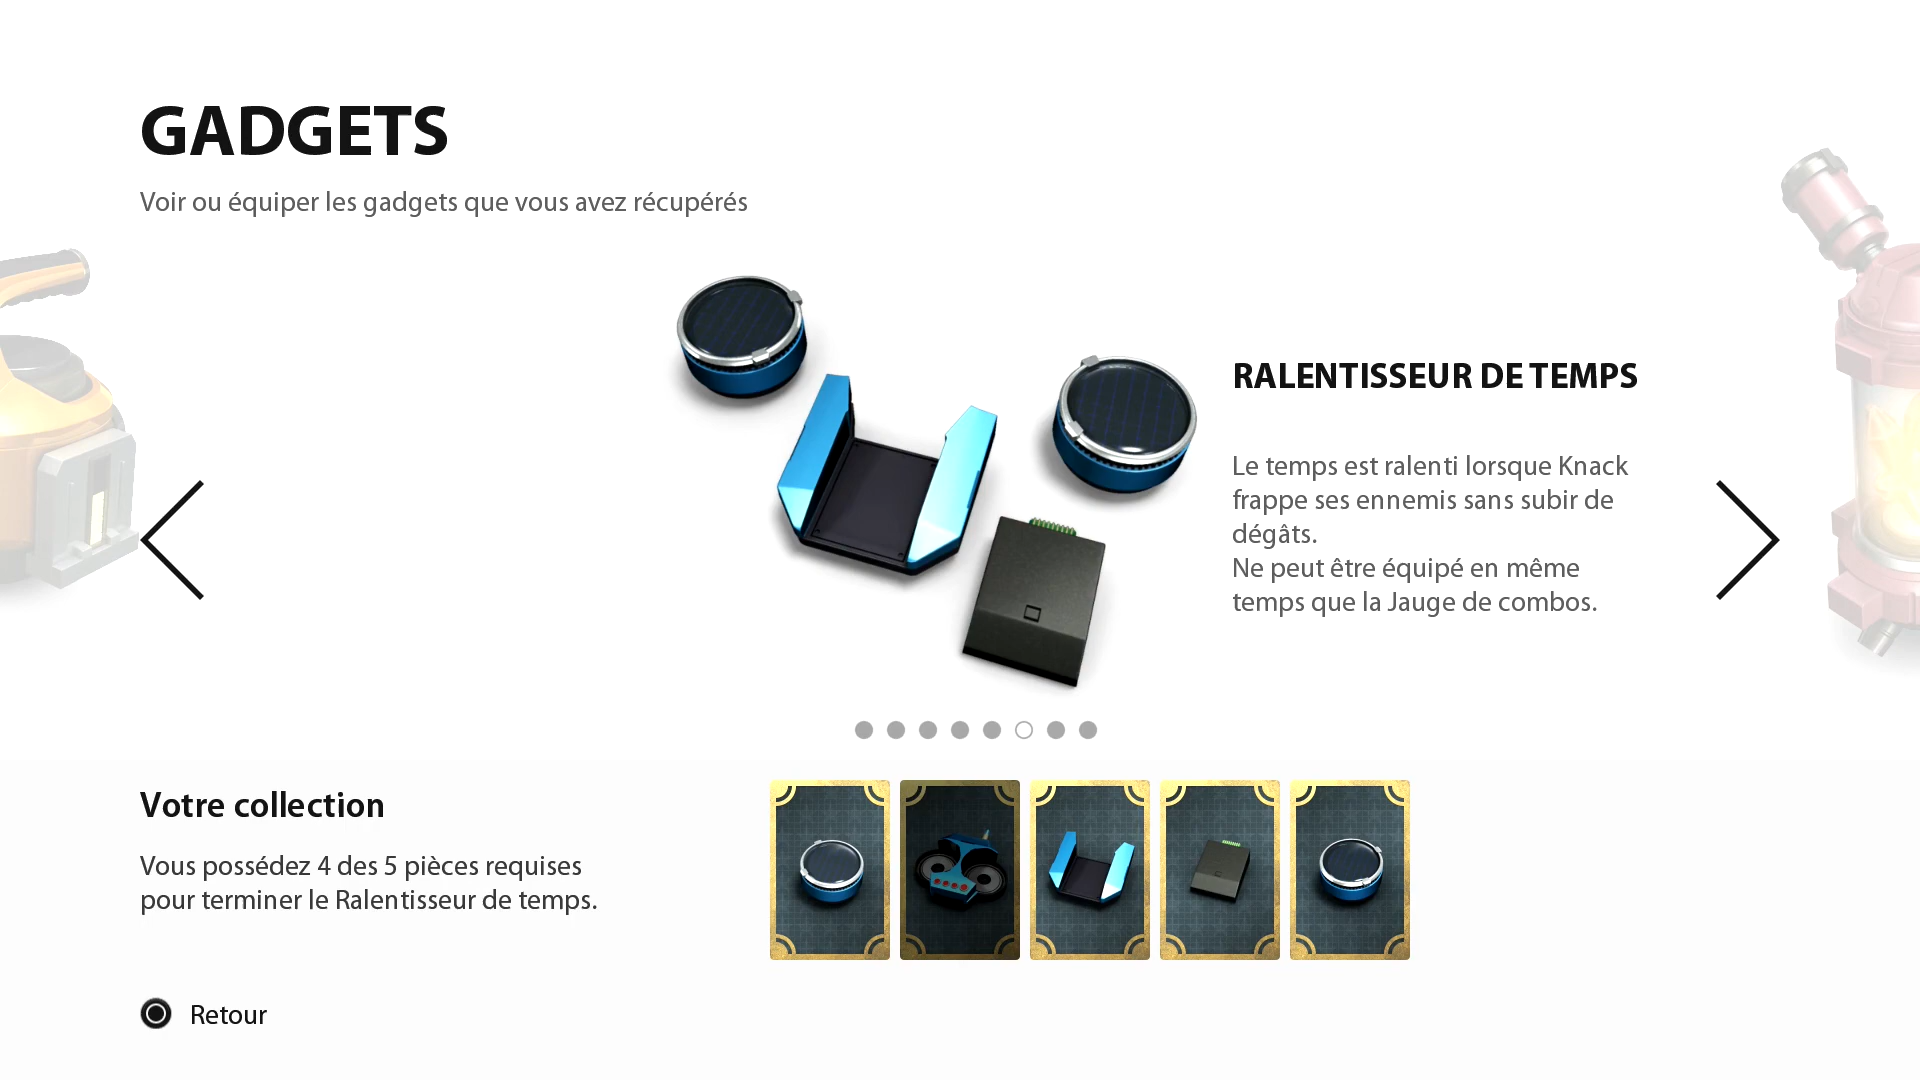 GADGETS
Voir ou équiper les gadgets que vous avez récupérés
RALENTISSEUR DE TEMPS
Le temps est ralenti lorsque Knack
frappe ses ennemis sans subir de
dégâts.
Ne peut être équipé en même
temps que la Jauge de combos.
Votre collection
Vous possédez 4 des 5 pièces requises
pour terminer le Ralentisseur de temps.
Retour